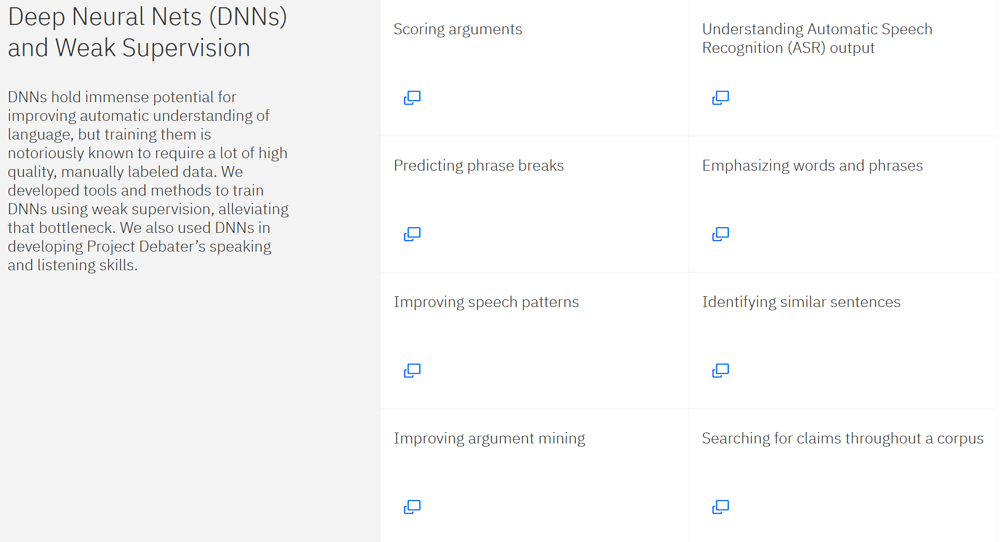 Deep Neural Nets (DNNs)
and Weak Supervision
DNNs hold immense potential for
improving automatic understanding of
language, but training them is
notoriously known to require a lot of high
quality, manually labeled data. We
developed tools and methods to train
DNNs using weak supervision, alleviating
that bottleneck. We also used DNNs in
developing Project Debater’s speaking
and listening skills.
Scoring arguments
Understanding Automatic Speech
Recognition (ASR) output
Predicting phrase breaks
Emphasizing words and phrases
Improving speech patterns
Identifying similar sentences
Improving argument mining
Searching for claims throughout a corpus